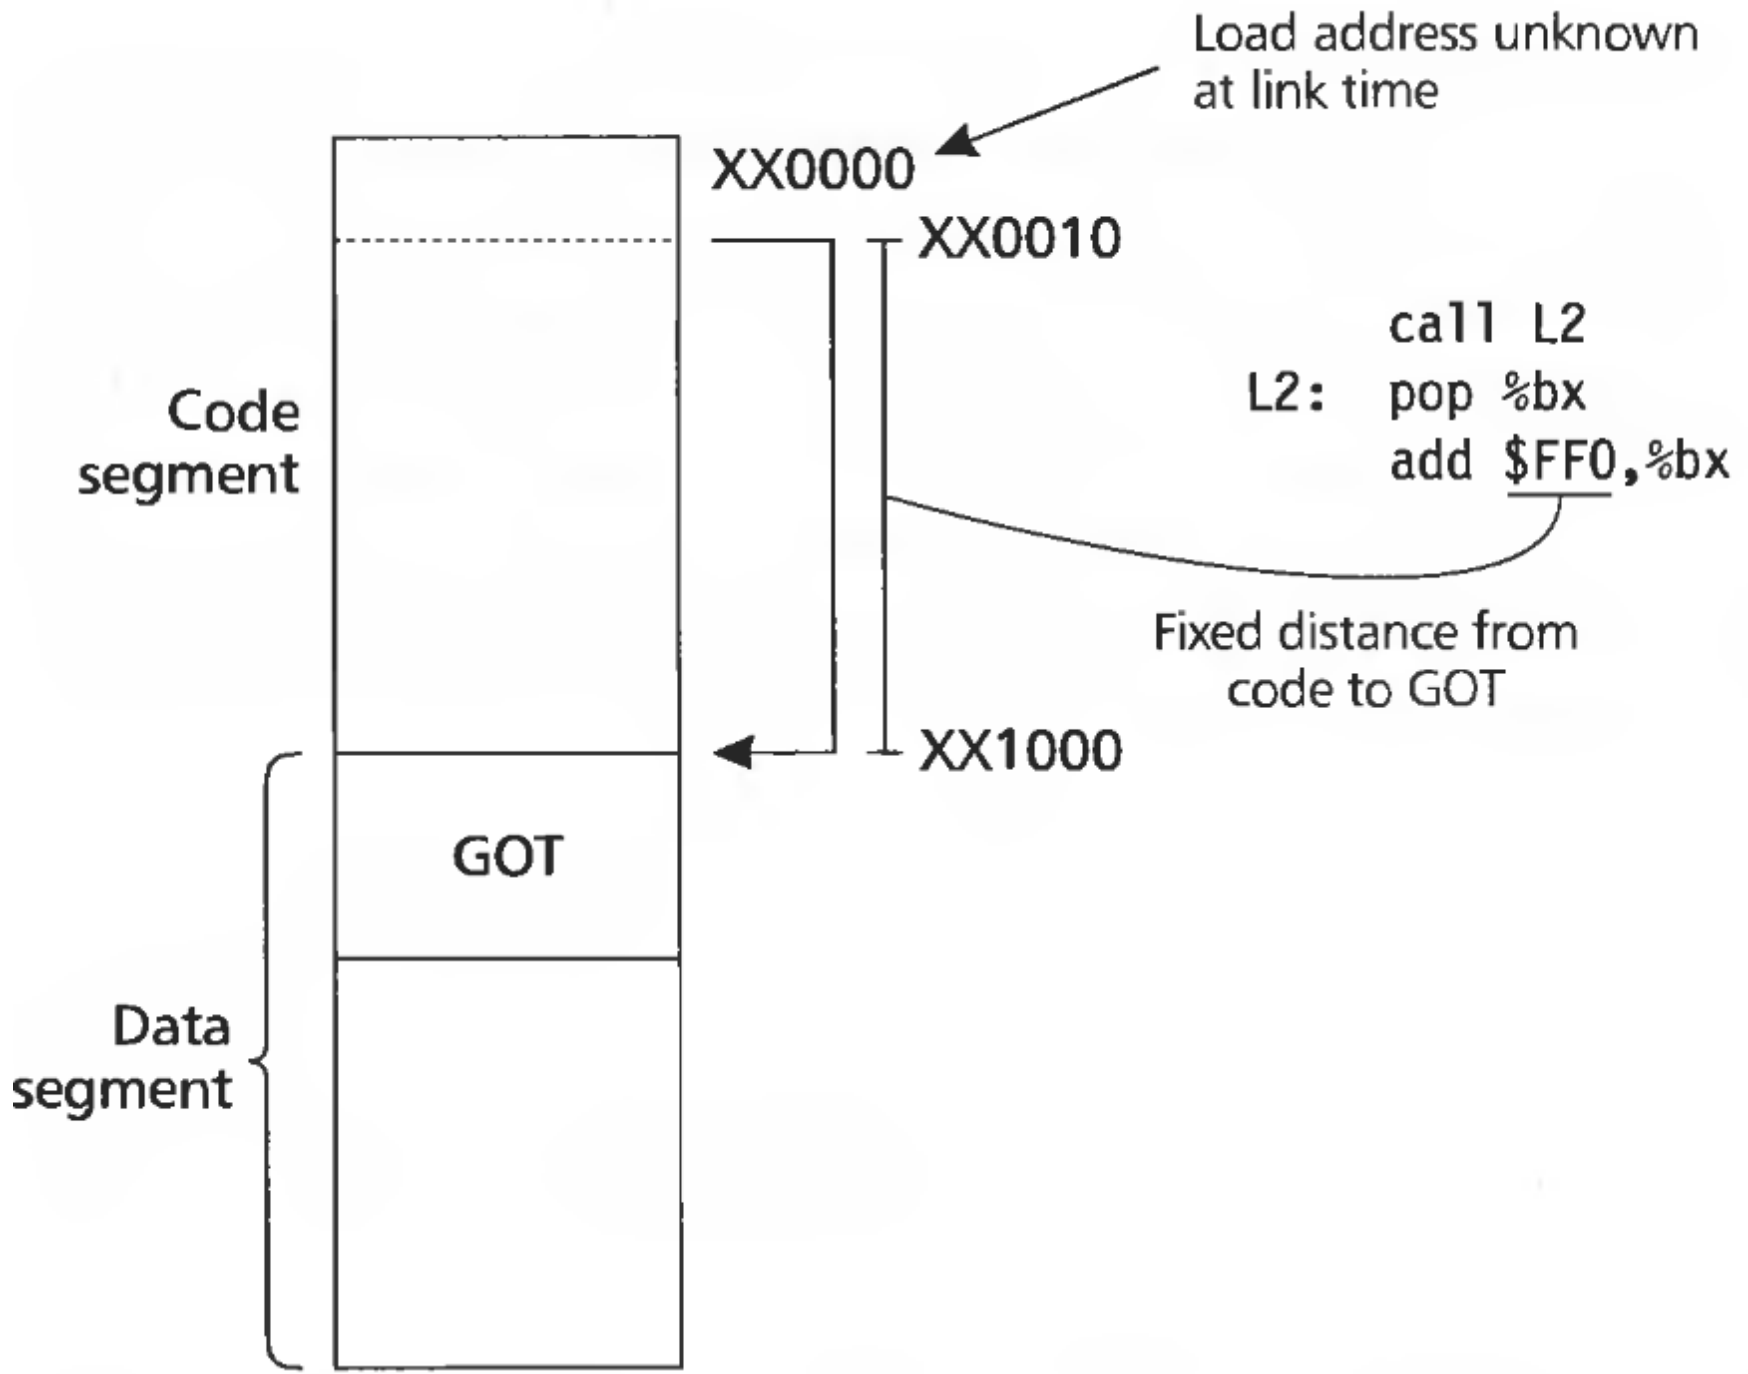 Load address unknown
at link time
XX0000
XX0010
call L2
L2: pop %bx
add $FF0,%bx
Code
segment
Fixed distance from
code to GOT
XX1000
GOT
Data
segment